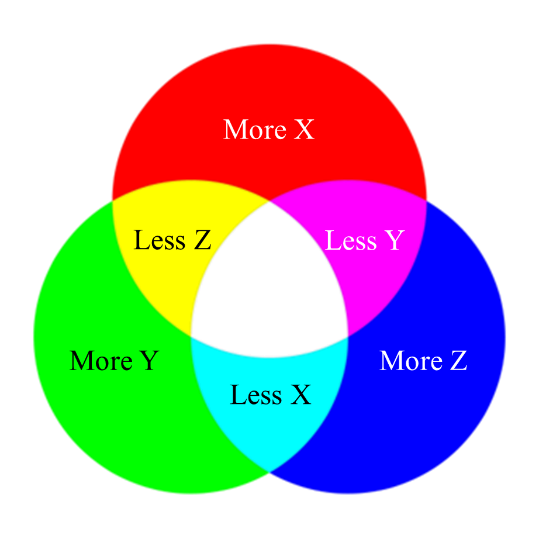 More X
Less Z
Less Y
More Y
More Z
Less X